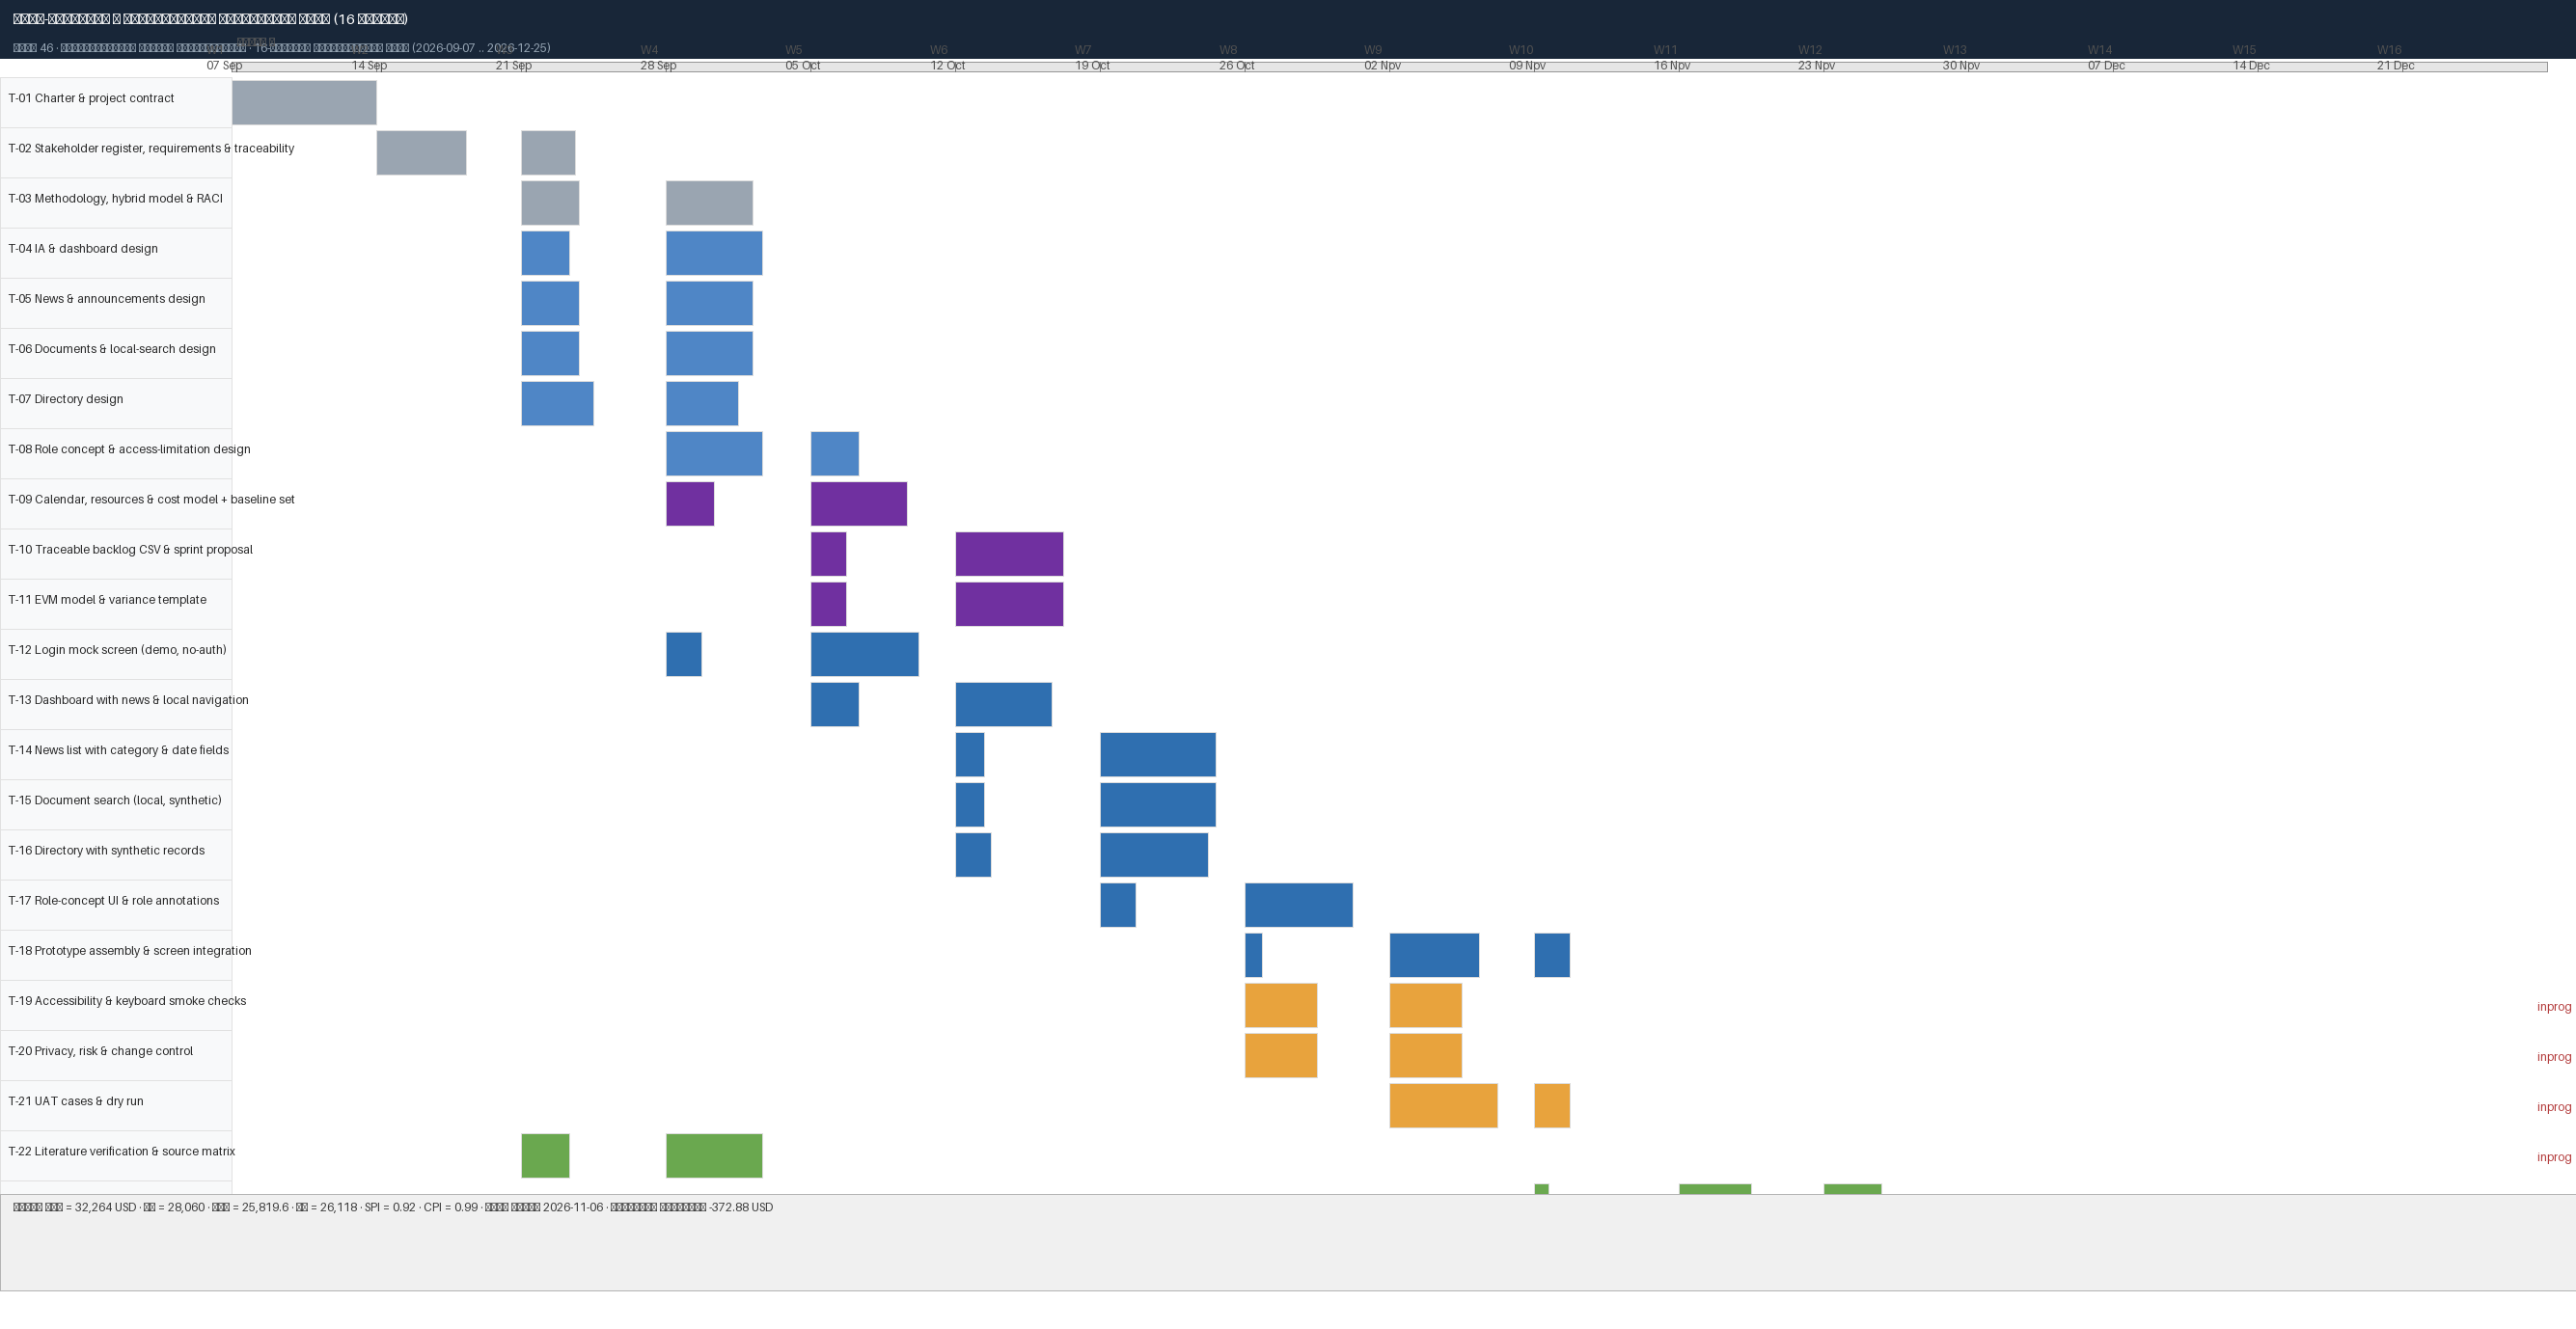 (16
46 · · 16- (2026-09-07 .. 2026-12-25)
W4 W5 W6 W7 W8 W9 W10 W11 W12 W13 W14 W15 W16
07 Sep 14 Sep 21 Sep 28 Sep 05 Oct 12 Oct 19 Oct 26 Oct 02 Nov 09 Nov 16 Nov 23 Nov 30 Nov 07 Dec 14 Dec 21 Dec
T-01 Charter & project contract
T-02 Stakeholder register, requirements & traceability
T-03 Methodology, hybrid model & RACI
T-04 IA & dashboard design
T-05 News & announcements design
T-06 Documents & local-search design
T-07 Directory design
T-08 Role concept & access-limitation design
T-09 Calendar, resources & cost model + baseline set
T-10 Traceable backlog CSV & sprint proposal
T-11 EVM model & variance template
T-12 Login mock screen (demo, no-auth)
T-13 Dashboard with news & local navigation
T-14 News list with category & date fields
T-15 Document search (local, synthetic)
T-16 Directory with synthetic records
T-17 Role-concept UI & role annotations
T-18 Prototype assembly & screen integration
T-19 Accessibility & keyboard smoke checks inprog
T-20 Privacy, risk & change control inprog
T-21 UAT cases & dry run inprog
T-22 Literature verification & source matrix inprog
= 32,264 USD · = 28,060 · = 25,819.6 · = 26,118 · SPI = 0.92 · CPI = 0.99 · 2026-11-06 · -372.88 USD